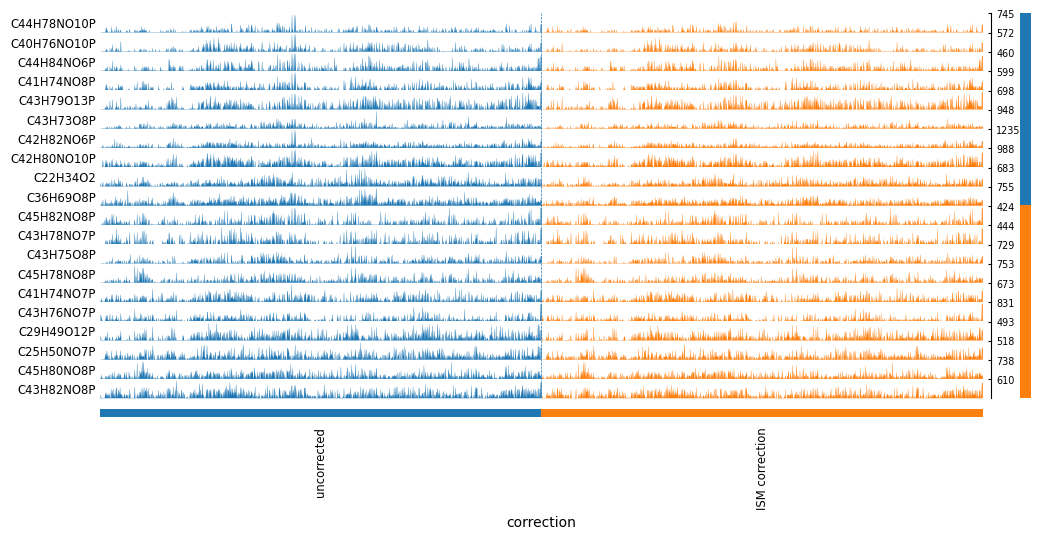 C44H78NO10P 745
C40H76NO10P 572
C44H84NO6P 460
C41H74NO8P 599
C43H79O13P 698
C43H73O8P 948
C42H82NO6P 1235
C42H80NO10P 988
C22H34O2 683
C36H69O8P 755
C45H82NO8P 424
C43H78NO7P 444
C43H75O8P 729
C45H78NO8P 753
C41H74NO7P 673
C43H76NO7P 831
C29H49O12P 493
C25H50NO7P 518
C45H80NO8P 738
C43H82NO8P 610
uncorrected
ISM correction
correction